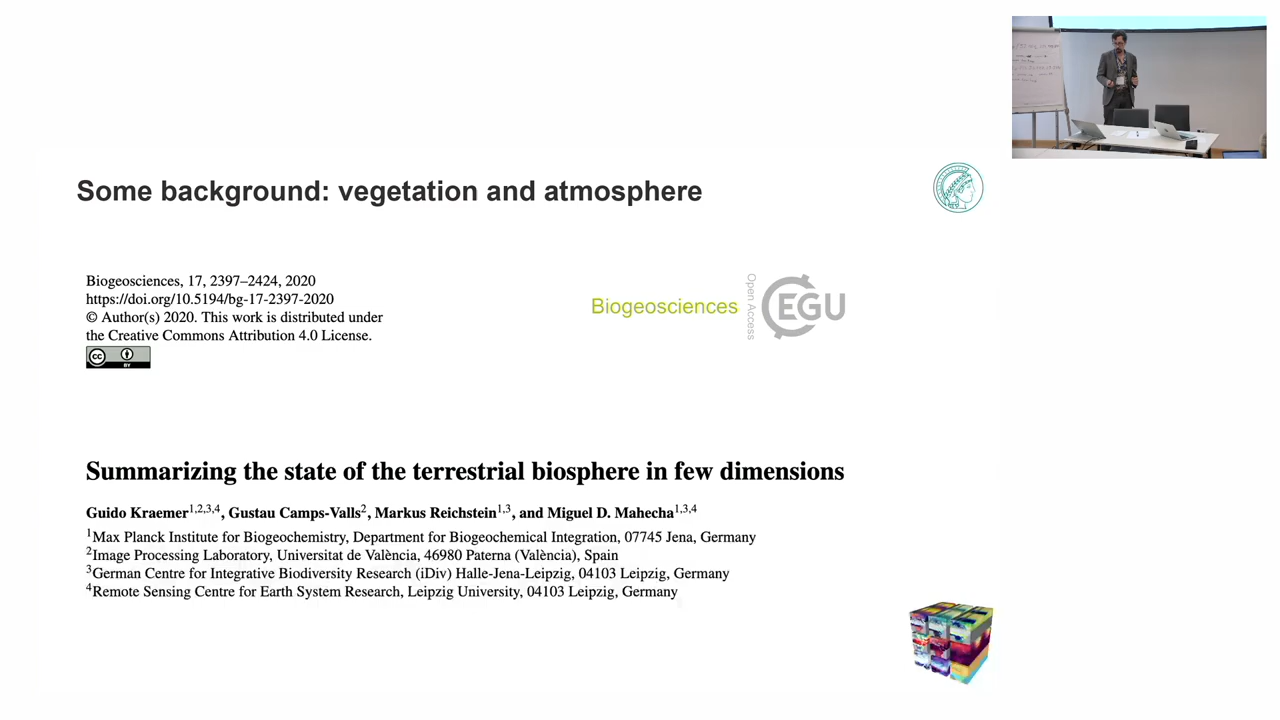 Some background: vegetation and atmosphere
Biogeosciences, 17, 2397–2424, 2020
https://doi.org/10.5194/bg-17-2397-2020
© Author(s) 2020. This work is distributed under
the Creative Commons Attribution 4.0 License.
cc
BY
Biogeosciences
Open Access
EGU
Summarizing the state of the terrestrial biosphere in few dimensions
Guido Kraemer1,2,3,4, Gustau Camps-Valls2, Markus Reichstein1,3, and Miguel D. Mahecha1,3,4
1Max Planck Institute for Biogeochemistry, Department for Biogeochemical Integration, 07745 Jena, Germany
2Image Processing Laboratory, Universitat de València, 46980 Paterna (València), Spain
3German Centre for Integrative Biodiversity Research (iDiv) Halle-Jena-Leipzig, 04103 Leipzig, Germany
4Remote Sensing Centre for Earth System Research, Leipzig University, 04103 Leipzig, Germany